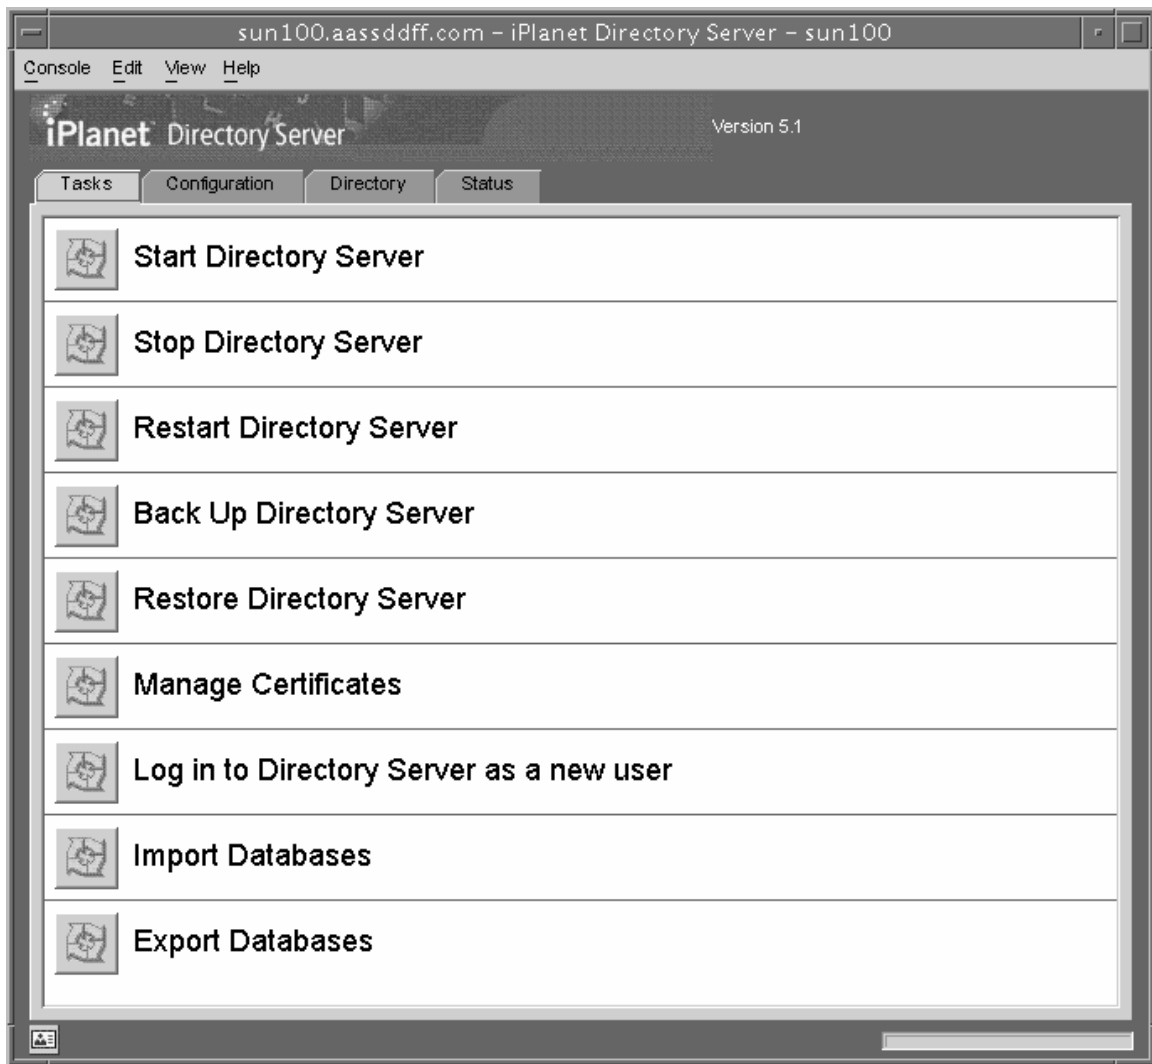 sun100.aassddff.com – iPlanet Directory Server – sun100
Console Edit View Help
iPlanet™ Directory Server
Version 5.1
Tasks Configuration Directory Status
Start Directory Server
Stop Directory Server
Restart Directory Server
Back Up Directory Server
Restore Directory Server
Manage Certificates
Log in to Directory Server as a new user
Import Databases
Export Databases